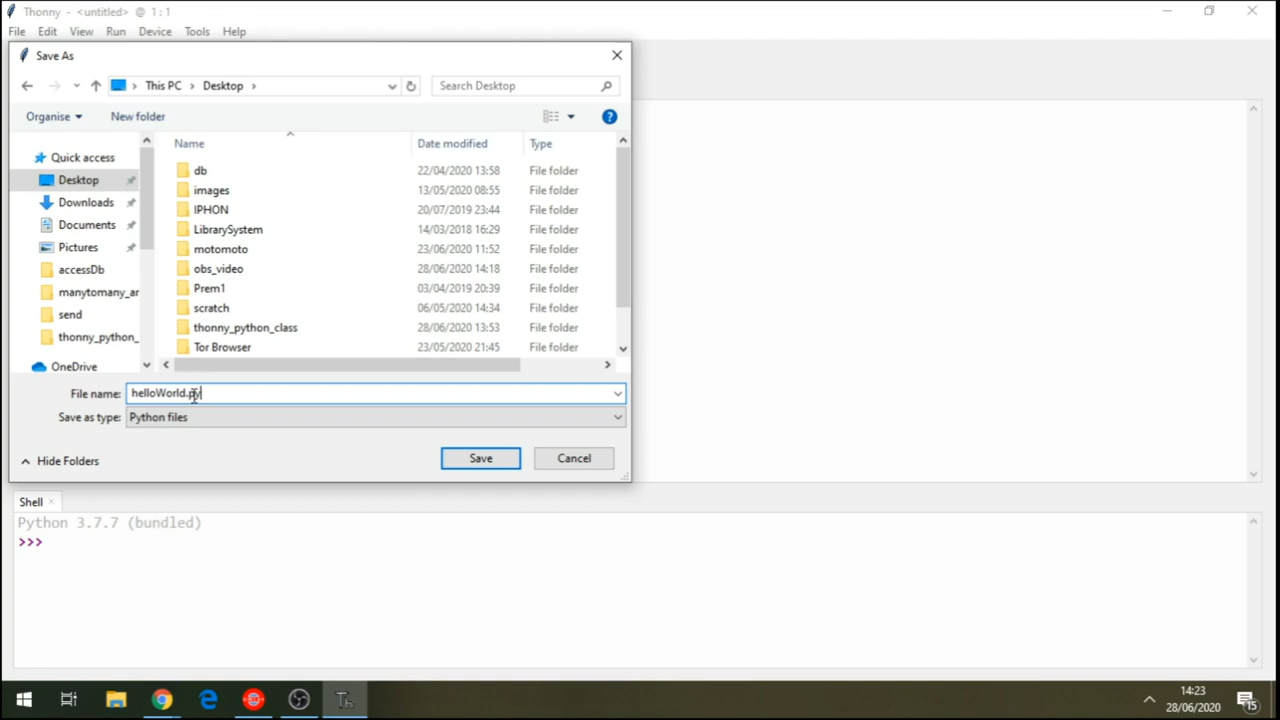 Thonny - <untitled> @ 1 : 1
File Edit View Run Device Tools Help
Save As
This PC Desktop
Search Desktop
Organise New folder
Name Date modified Type
Quick access
Desktop
Downloads
Documents
Pictures
accessDb
manytomany_ar
send
thonny_python_
OneDrive
db 22/04/2020 13:58 File folder
images 13/05/2020 08:55 File folder
IPHON 20/07/2019 23:44 File folder
LibrarySystem 14/03/2018 16:29 File folder
motomoto 23/06/2020 11:52 File folder
obs_video 28/06/2020 14:18 File folder
Prem1 03/04/2019 20:39 File folder
scratch 06/05/2020 14:34 File folder
thonny_python_class 28/06/2020 13:53 File folder
Tor Browser 23/05/2020 21:45 File folder
File name: helloWorld.py
Save as type: Python files
Hide Folders Save Cancel
Shell
Python 3.7.7 (bundled)
>>>
Th
14:23
28/06/2020
15